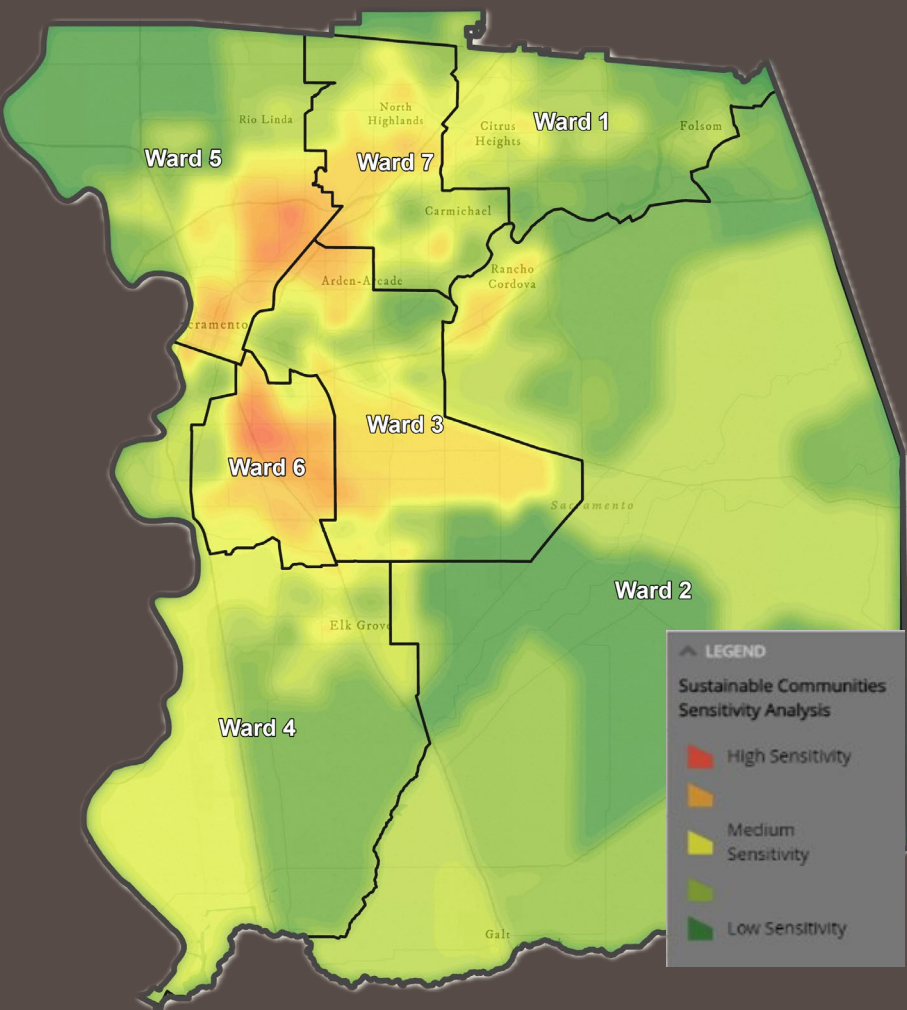 North
Highlands
Rio Linda
Ward 1
Citrus
Heights
Folsom
Ward 5
Ward 7
Carmichael
Rancho
Cordova
Arden-Arcade
cramento
Ward 3
Ward 6
Sacramento
Ward 2
Elk Grove
Ward 4
Galt
LEGEND
Sustainable Communities
Sensitivity Analysis
High Sensitivity
Medium
Sensitivity
Low Sensitivity